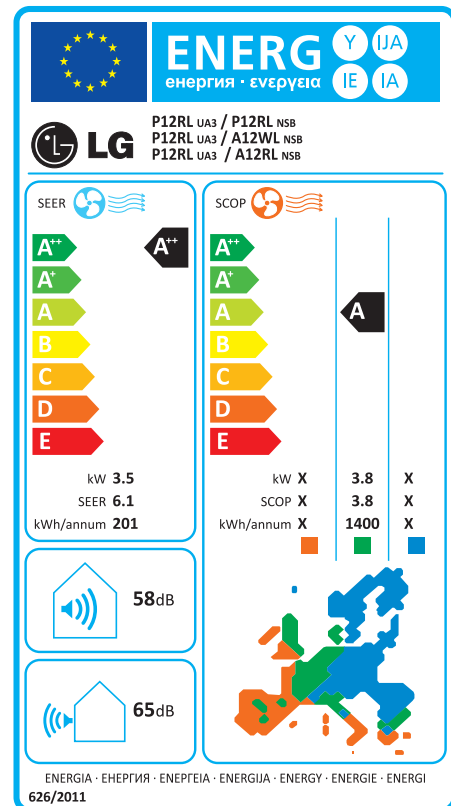 ENERG Y IJA
енергия · ενεργεια IE IA
LG
P12RL UA3 / P12RL NSB
P12RL UA3 / A12WL NSB
P12RL UA3 / A12RL NSB
SEER
A++ A++
A+
A
B
C
D
E
kW 3.5
SEER 6.1
kWh/annum 201
SCOP
A++
A+
A A
B
C
D
E
kW X 3.8 X
SCOP X 3.8 X
kWh/annum X 1400 X
58dB
65dB
ENERGIA · ЕНЕРГИЯ · ΕΝΕΡΓΕΙΑ · ENERGIJA · ENERGY · ENERGIE · ENERGI
626/2011